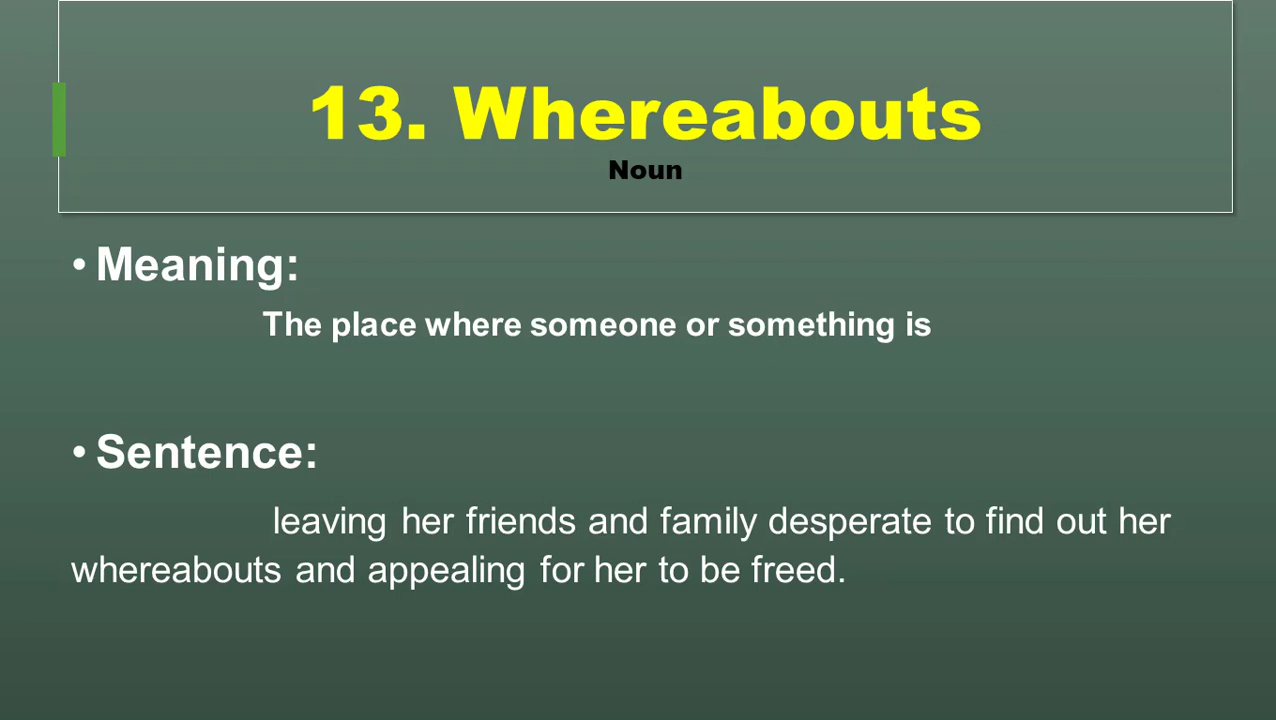 13. Whereabouts
Noun
• Meaning:
The place where someone or something is
• Sentence:
leaving her friends and family desperate to find out her
whereabouts and appealing for her to be freed.